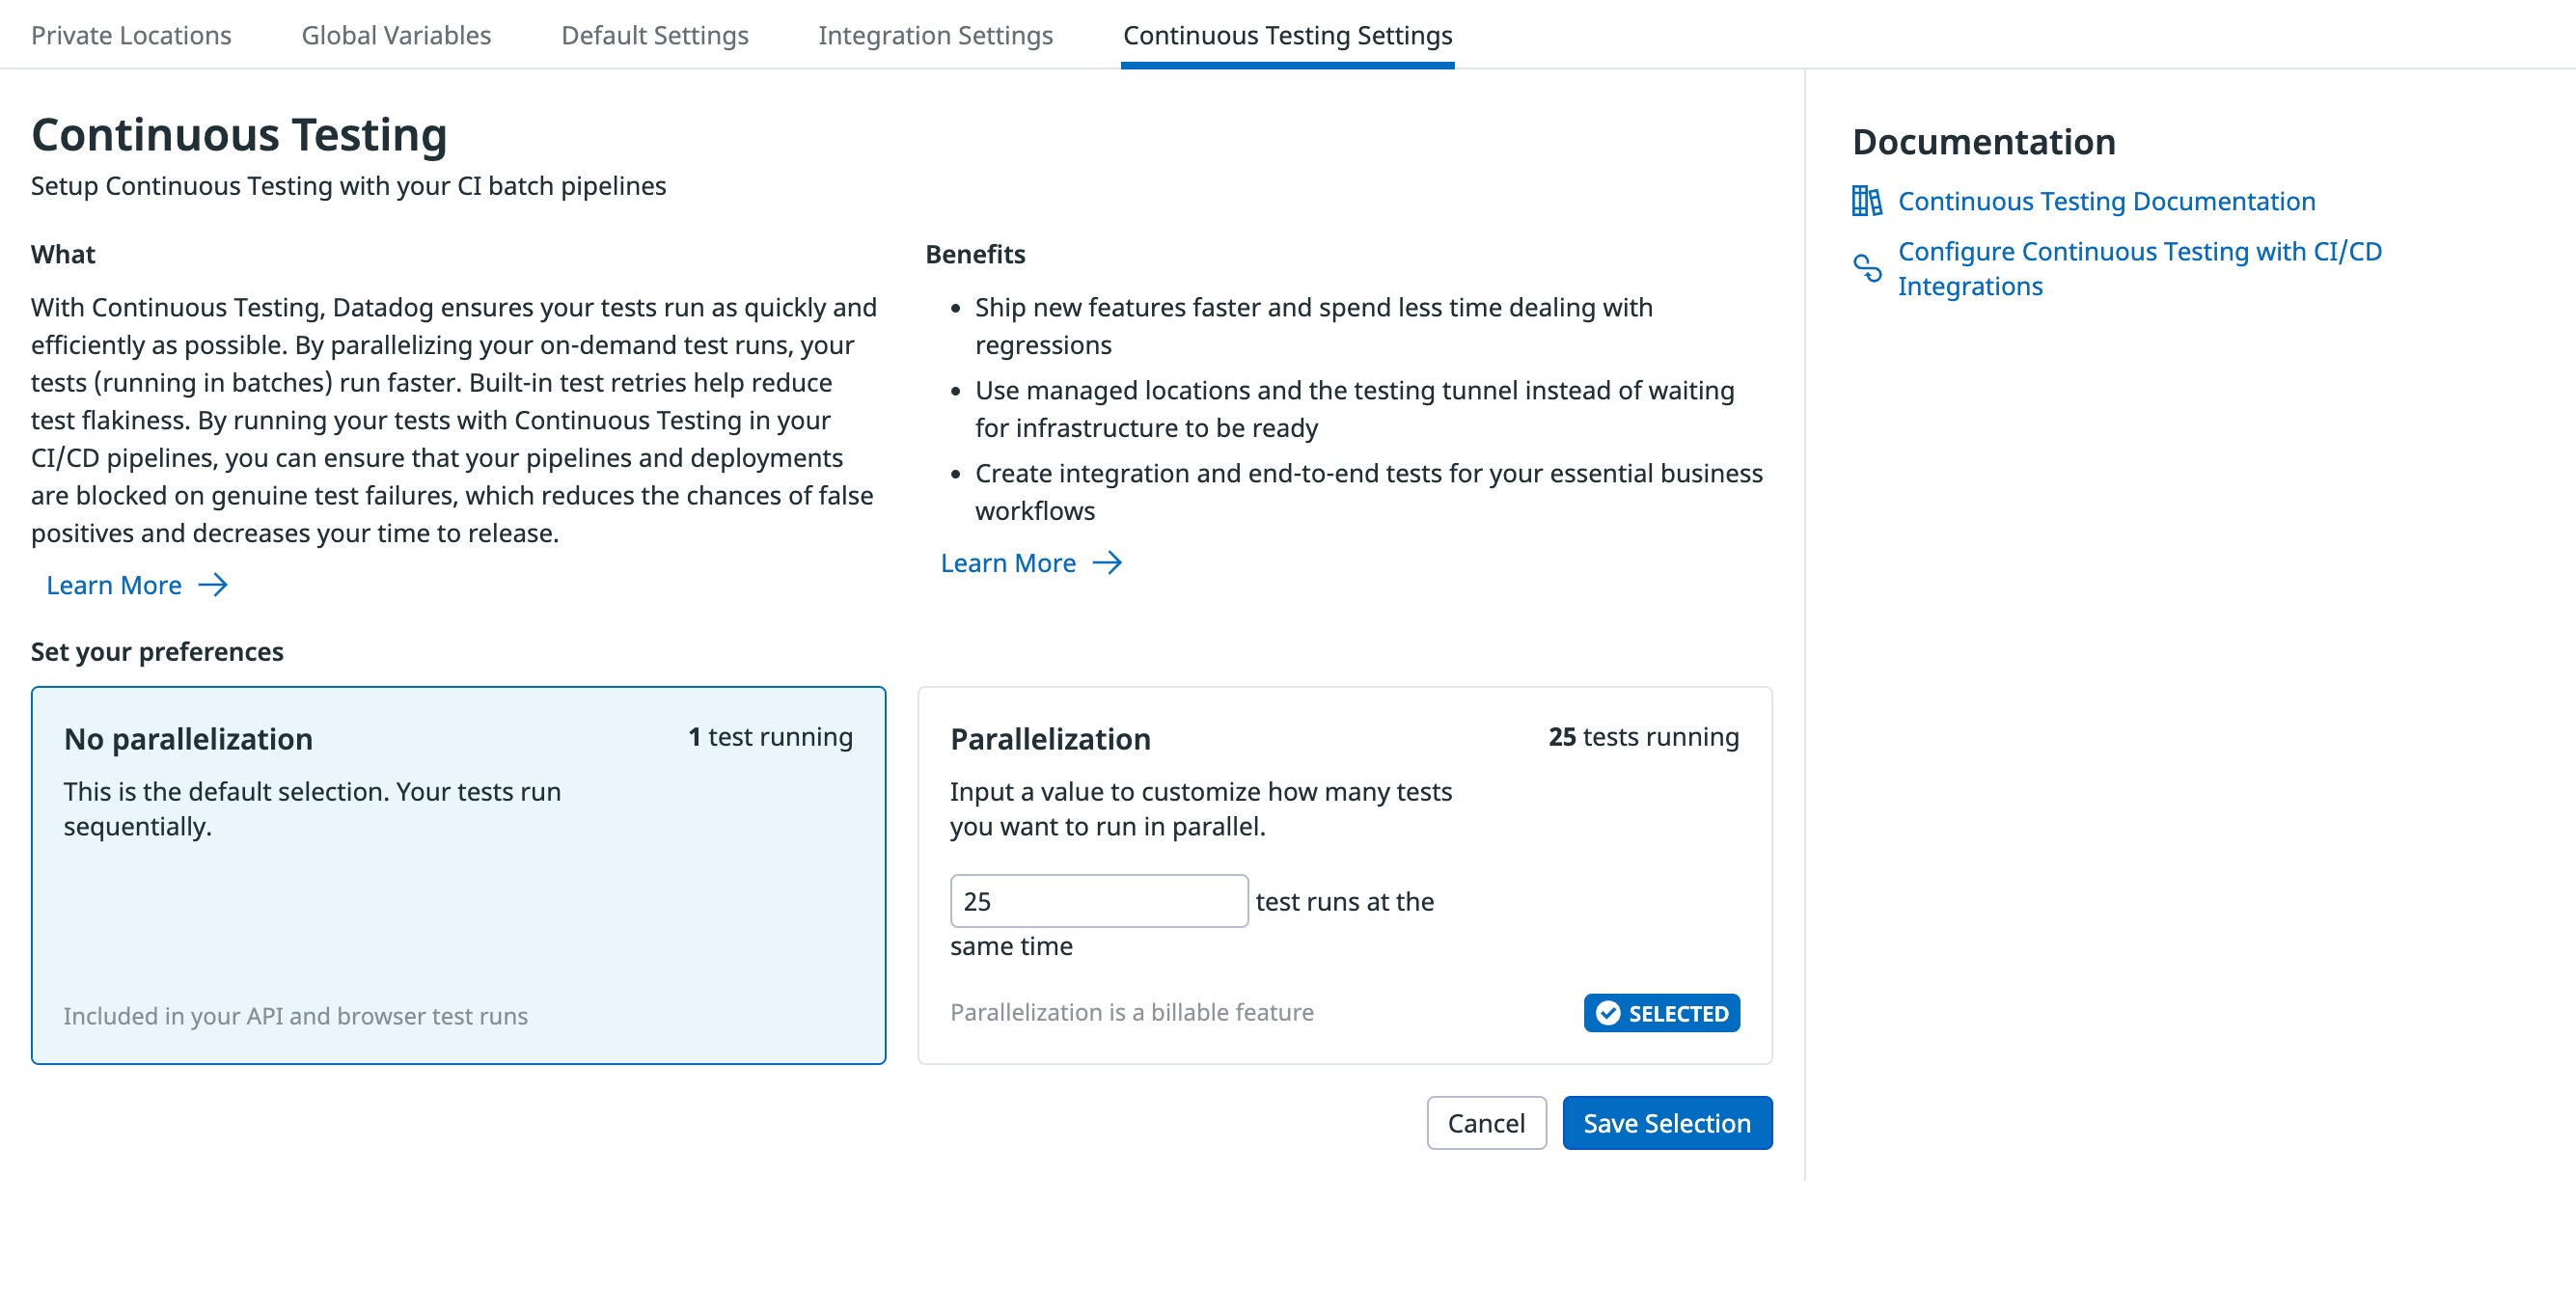 Private Locations
Global Variables
Default Settings
Integration Settings
Continuous Testing Settings
Continuous Testing
Setup Continuous Testing with your CI batch pipelines
What
With Continuous Testing, Datadog ensures your tests run as quickly and
efficiently as possible. By parallelizing your on-demand test runs, your
tests (running in batches) run faster. Built-in test retries help reduce
test flakiness. By running your tests with Continuous Testing in your
CI/CD pipelines, you can ensure that your pipelines and deployments
are blocked on genuine test failures, which reduces the chances of false
positives and decreases your time to release.
Learn More
Benefits
Ship new features faster and spend less time dealing with
regressions
Use managed locations and the testing tunnel instead of waiting
for infrastructure to be ready
Create integration and end-to-end tests for your essential business
workflows
Learn More
Set your preferences
No parallelization
1 test running
This is the default selection. Your tests run
sequentially.
Included in your API and browser test runs
Parallelization
25 tests running
Input a value to customize how many tests
you want to run in parallel.
25 test runs at the
same time
Parallelization is a billable feature
SELECTED
Cancel
Save Selection
Documentation
Continuous Testing Documentation
Configure Continuous Testing with CI/CD
Integrations